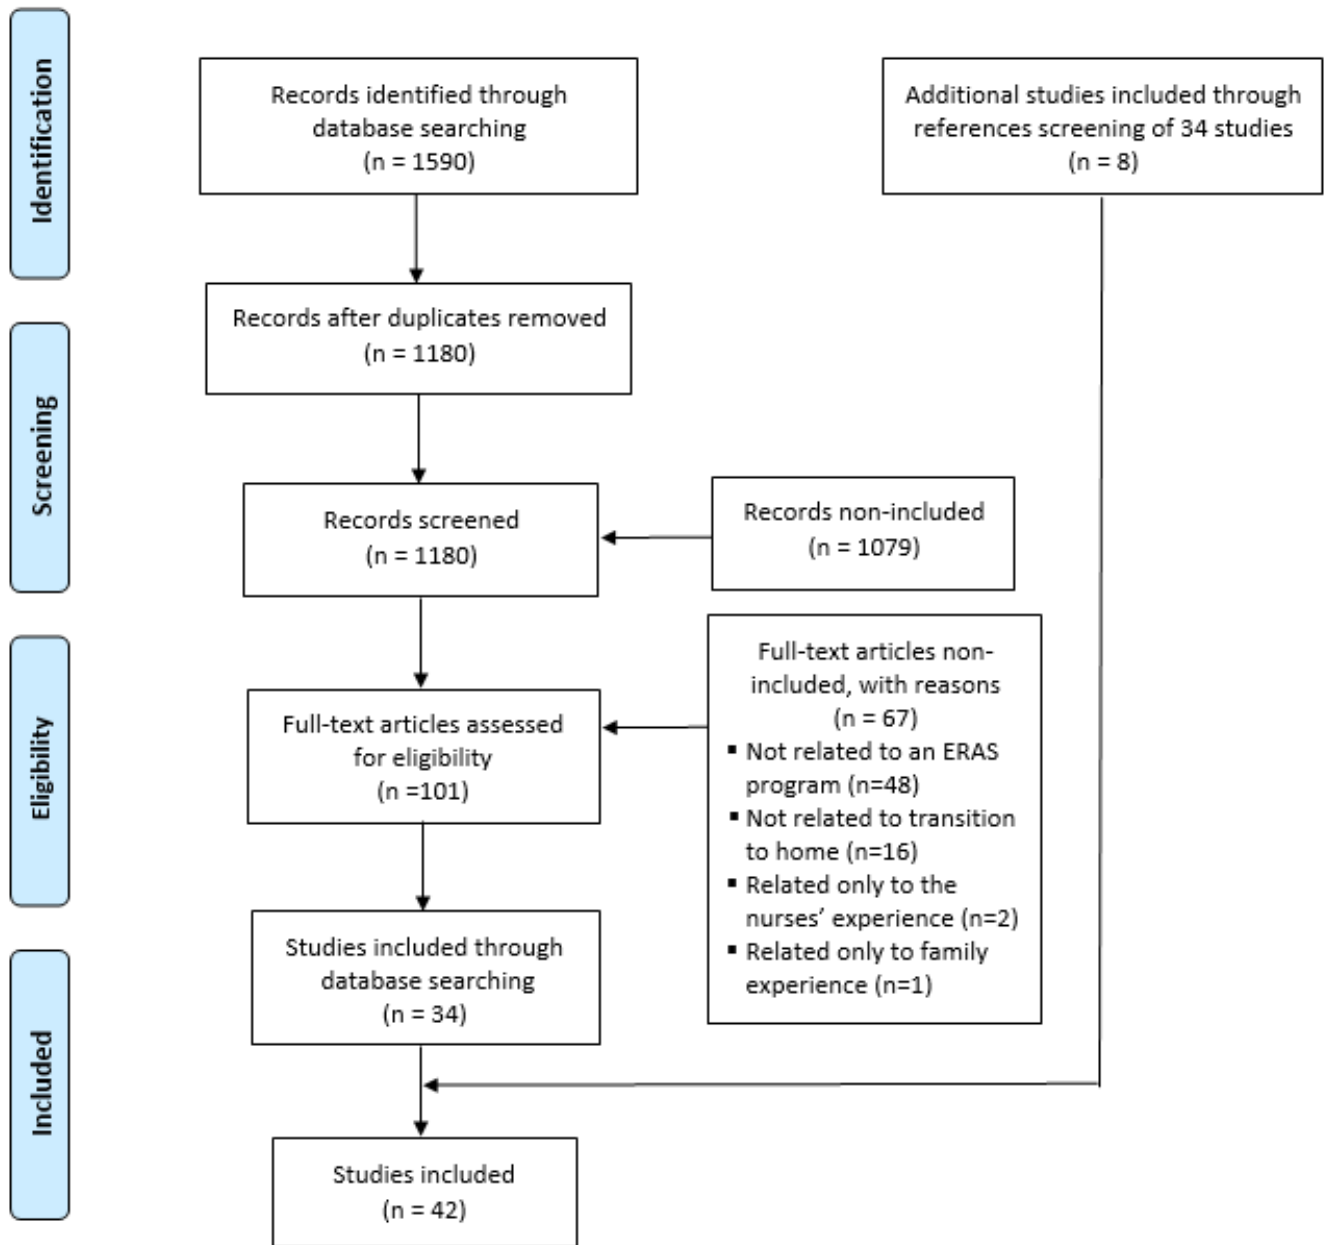 Identification
Records identified through
database searching
(n = 1590)
Additional studies included through
references screening of 34 studies
(n = 8)
Records after duplicates removed
(n = 1180)
Screening
Records screened
(n = 1180)
Records non-included
(n = 1079)
Eligibility
Full-text articles assessed
for eligibility
(n =101)
Full-text articles non-
included, with reasons
(n = 67)
▪ Not related to an ERAS
program (n=48)
▪ Not related to transition
to home (n=16)
▪ Related only to the
nurses’ experience (n=2)
▪ Related only to family
experience (n=1)
Studies included through
database searching
(n = 34)
Included
Studies included
(n = 42)